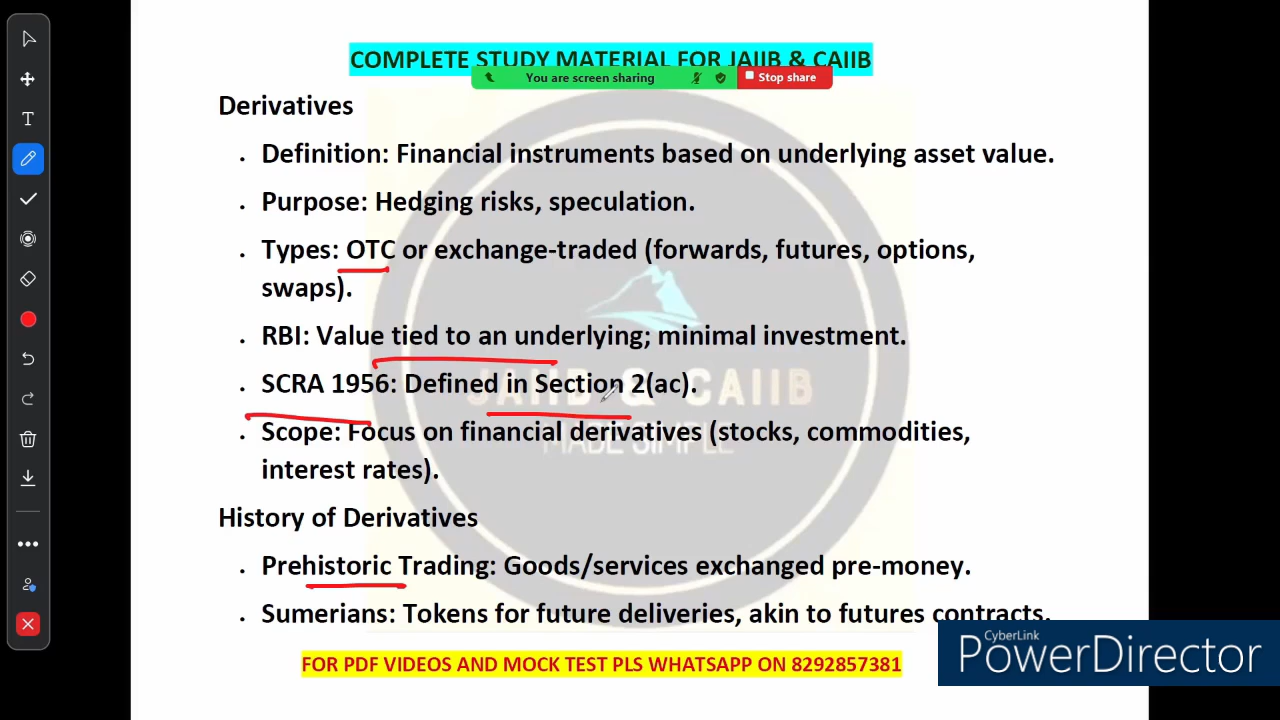 COMPLETE STUDY MATERIAL FOR JAIIB & CAIIB
You are screen sharing
Stop share
Derivatives
• Definition: Financial instruments based on underlying asset value.
• Purpose: Hedging risks, speculation.
• Types: OTC or exchange-traded (forwards, futures, options,
swaps).
• RBI: Value tied to an underlying; minimal investment.
• SCRA 1956: Defined in Section 2(ac).
JAIIB & CAIIB
• Scope: Focus on financial derivatives (stocks, commodities,
MADE SIMPLE
interest rates).
History of Derivatives
• Prehistoric Trading: Goods/services exchanged pre-money.
• Sumerians: Tokens for future deliveries, akin to futures contracts.
CyberLink
PowerDirector
FOR PDF VIDEOS AND MOCK TEST PLS WHATSAPP ON 8292857381
T